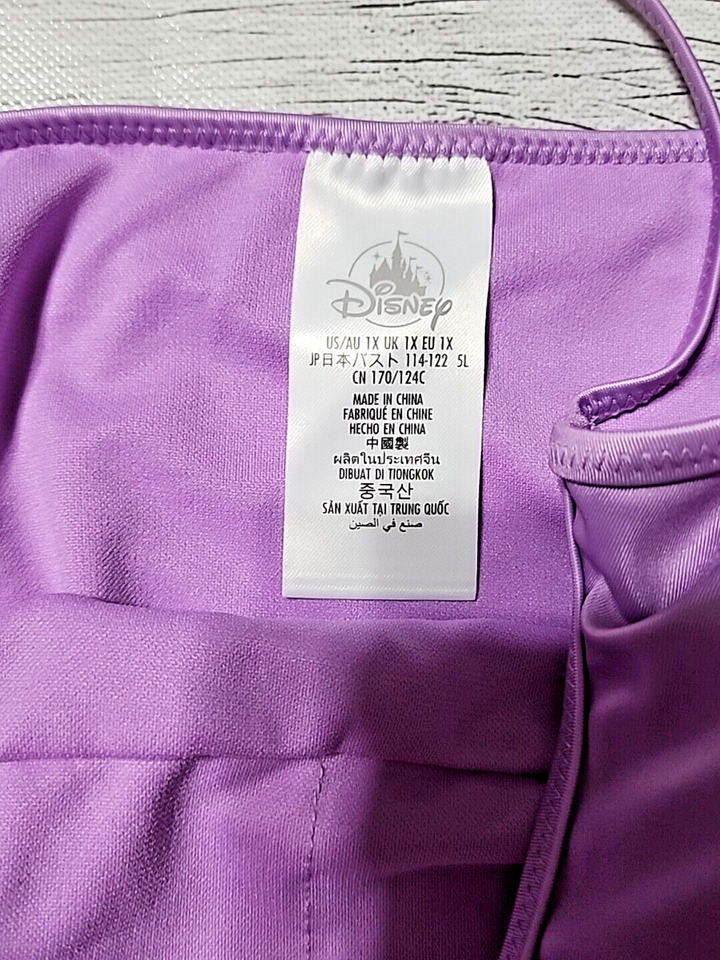 Disney
US/AU 1X UK 1X EU 1X
JP日本バスト 114-122 5L
CN 170/124C
MADE IN CHINA
FABRIQUÉ EN CHINE
HECHO EN CHINA
中國製
ผลิตในประเทศจีน
DIBUAT DI TIONGKOK
중국산
SẢN XUẤT TẠI TRUNG QUỐC
صنع في الصين